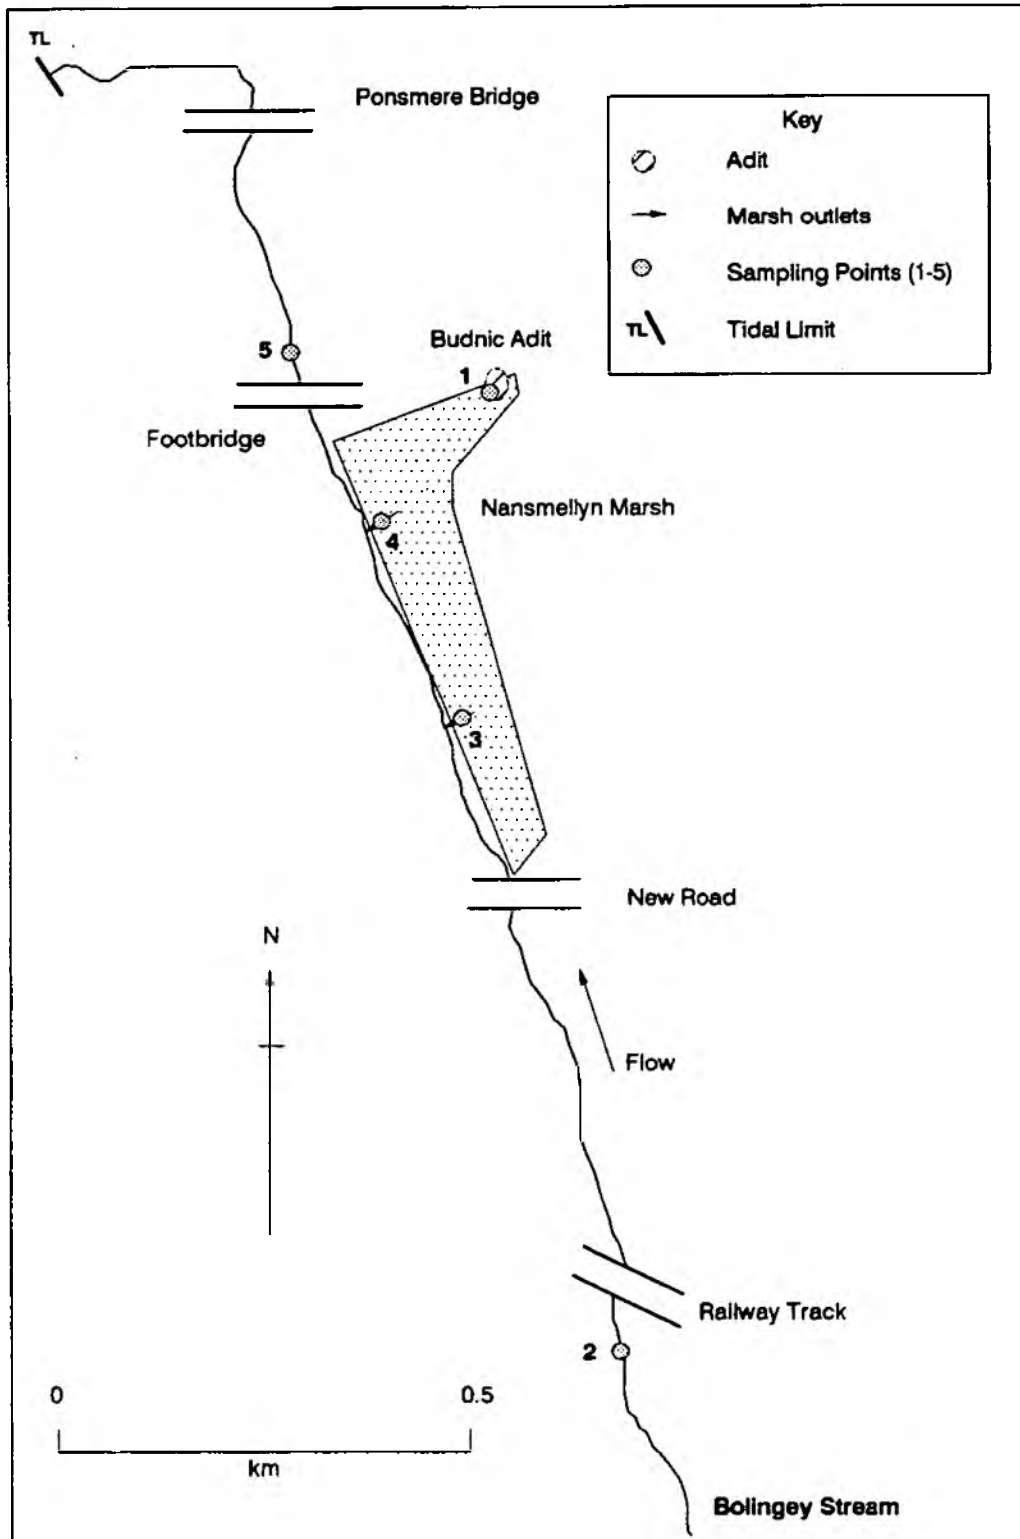 TL
Ponsmere Bridge
Key
Adit
Marsh outlets
Sampling Points (1-5)
TL Tidal Limit
5
Budnic Adit
1
Footbridge
Nansmellyn Marsh
4
3
New Road
N
Flow
Railway Track
2
0 0.5
km
Bolingey Stream